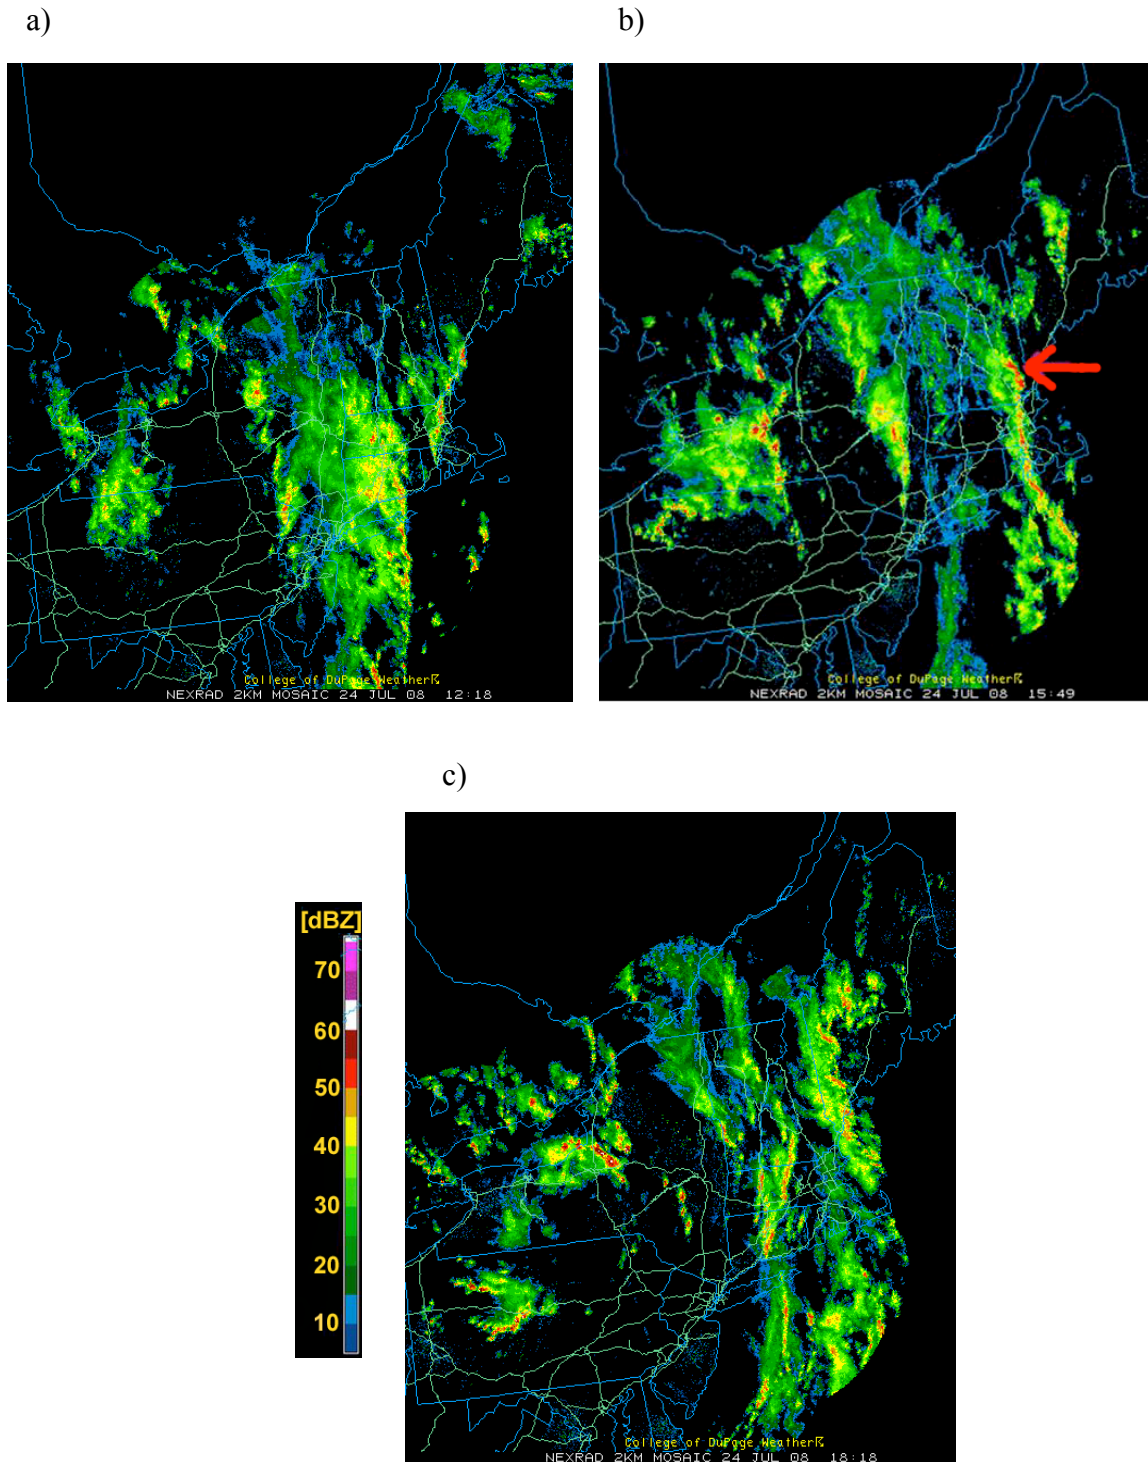 a)
b)
College of DuPage Weather
NEXRAD 2KM MOSAIC 24 JUL 08 12:18
College of DuPage Weather
NEXRAD 2KM MOSAIC 24 JUL 08 15:49
c)
[dBZ]
70
60
50
40
30
20
10
College of DuPage Weather
NEXRAD 2KM MOSAIC 24 JUL 08 18:18